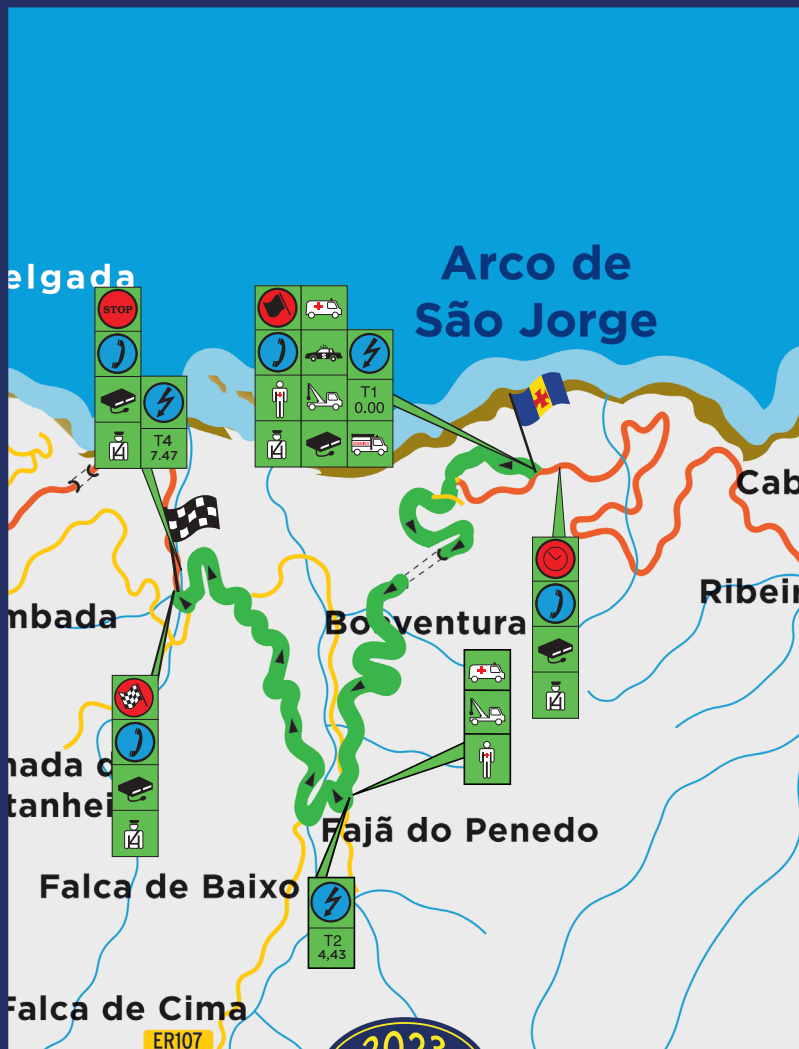 elgada
Arco de
São Jorge
STOP
T4
7.47
T1
0.00
Cab
Ribeir
mbada
Boaventura
nada d
tanhei
Fajã do Penedo
Falca de Baixo
T2
4,43
Falca de Cima
ER107
2023